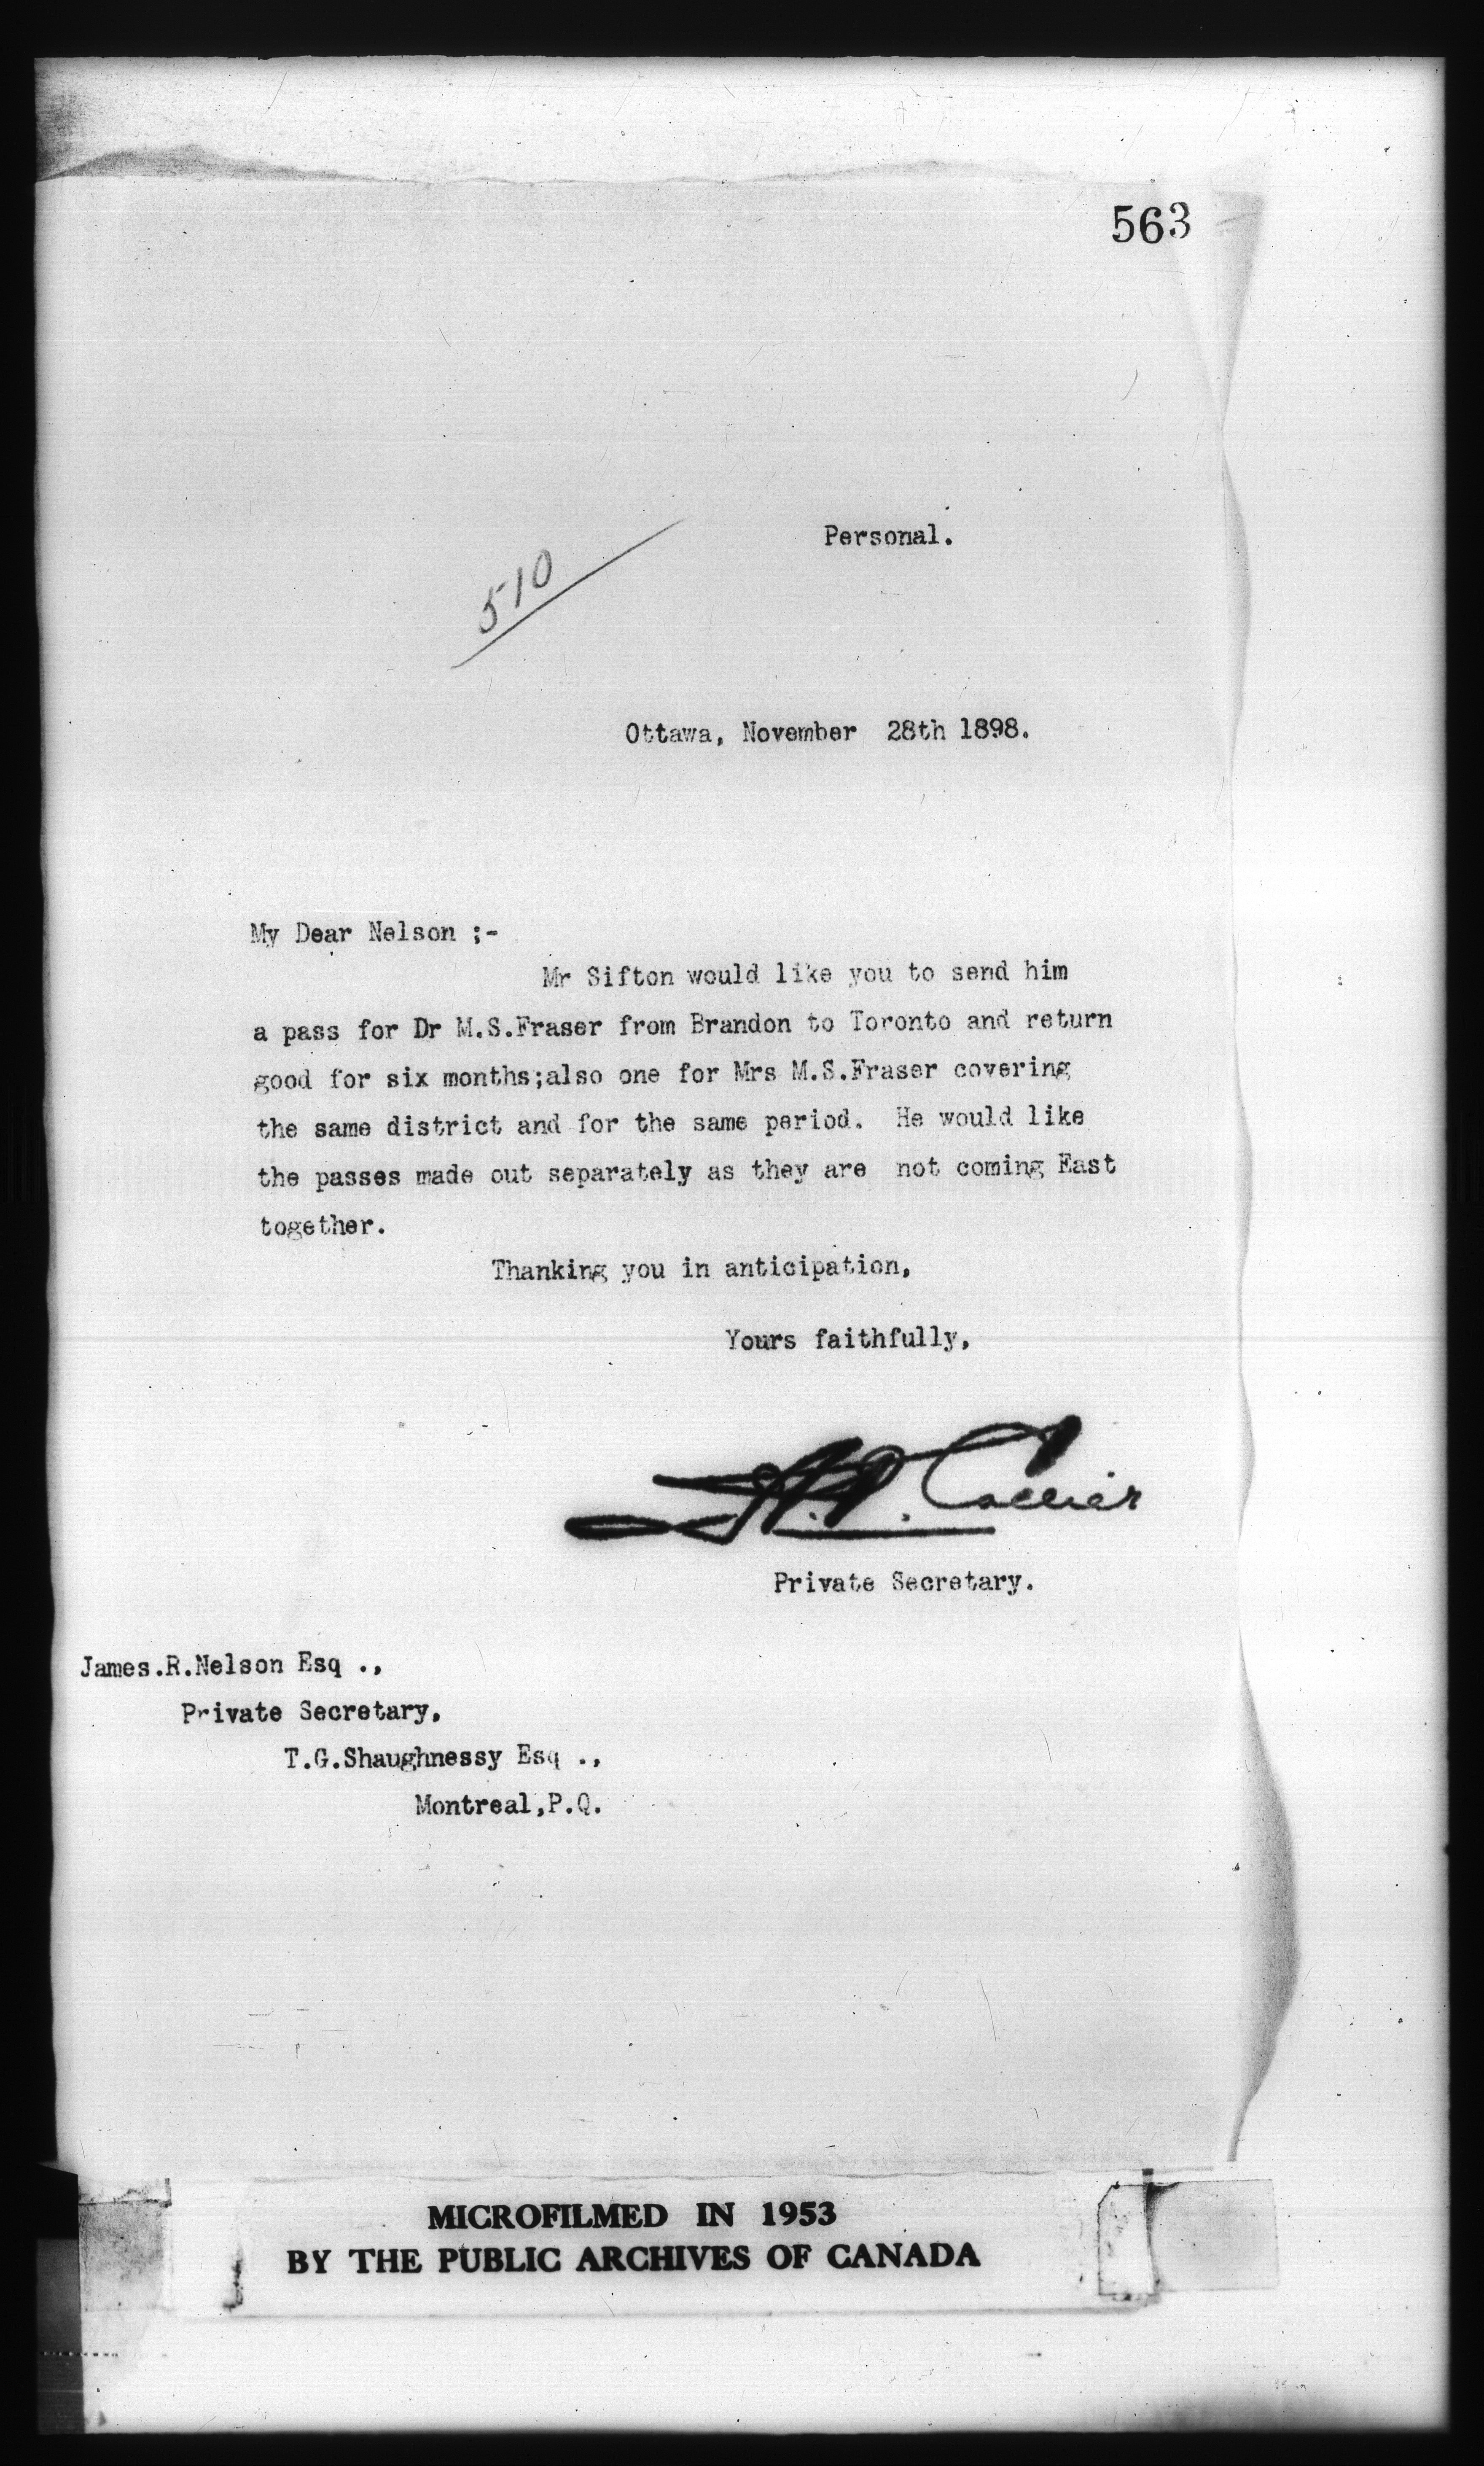 563
Personal.
510
Ottawa, November 28th 1898.
My Dear Nelson ;-
Mr Sifton would like you to send him
a pass for Dr M.S.Fraser from Brandon to Toronto and return
good for six months;also one for Mrs M.S.Fraser covering
the same district and for the same period. He would like
the passes made out separately as they are not coming East
together.
Thanking you in anticipation,
Yours faithfully,
Collier
Private Secretary.
James.R.Nelson Esq .,
Private Secretary,
T.G.Shaughnessy Esq .,
Montreal,P.Q.
MICROFILMED IN 1953
BY THE PUBLIC ARCHIVES OF CANADA